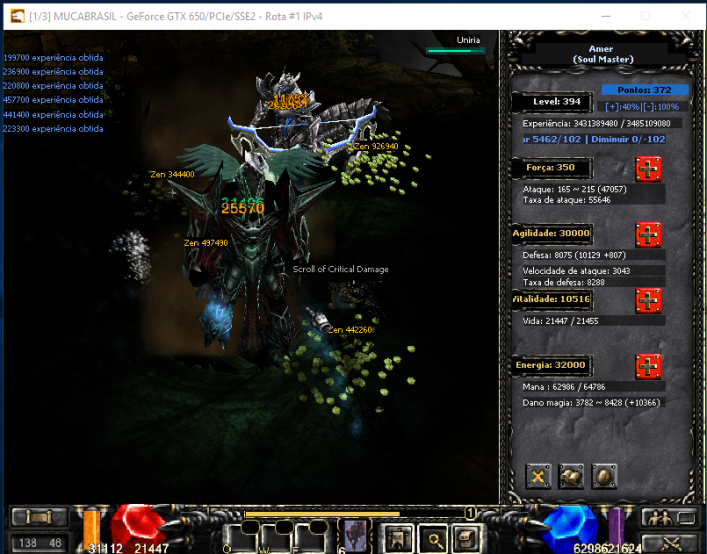 [1/3] MUCABRASIL - GeForce GTX 650/PCIe/SSE2 - Rota #1 IPv4
Uniria
199700 experiência obtida
236900 experiência obtida
220800 experiência obtida
457700 experiência obtida
441400 experiência obtida
223300 experiência obtida
Zen 926940
Zen 344400
25570
Zen 497490
Scroll of Critical Damage
Zen 442260
Amer
(Soul Master)
Pontos: 372
Level: 394
[+]:40%|[-]:100%
Experiência: 3431389480 / 3485109080
ar 5462/102 | Diminuir 0/-102
Força: 350
Ataque: 165 ~ 215 (47057)
Taxa de ataque: 55646
Agilidade: 30000
Defesa: 8075 (10129 +807)
Velocidade de ataque: 3043
Taxa de defesa: 8288
Vitalidade: 10516
Vida: 21447 / 21455
Energia: 32000
Mana : 62986 / 64786
Dano magia: 3782 ~ 8428 (+10366)
1
138 46
31112
21447
Q
W
E
6
6298621624